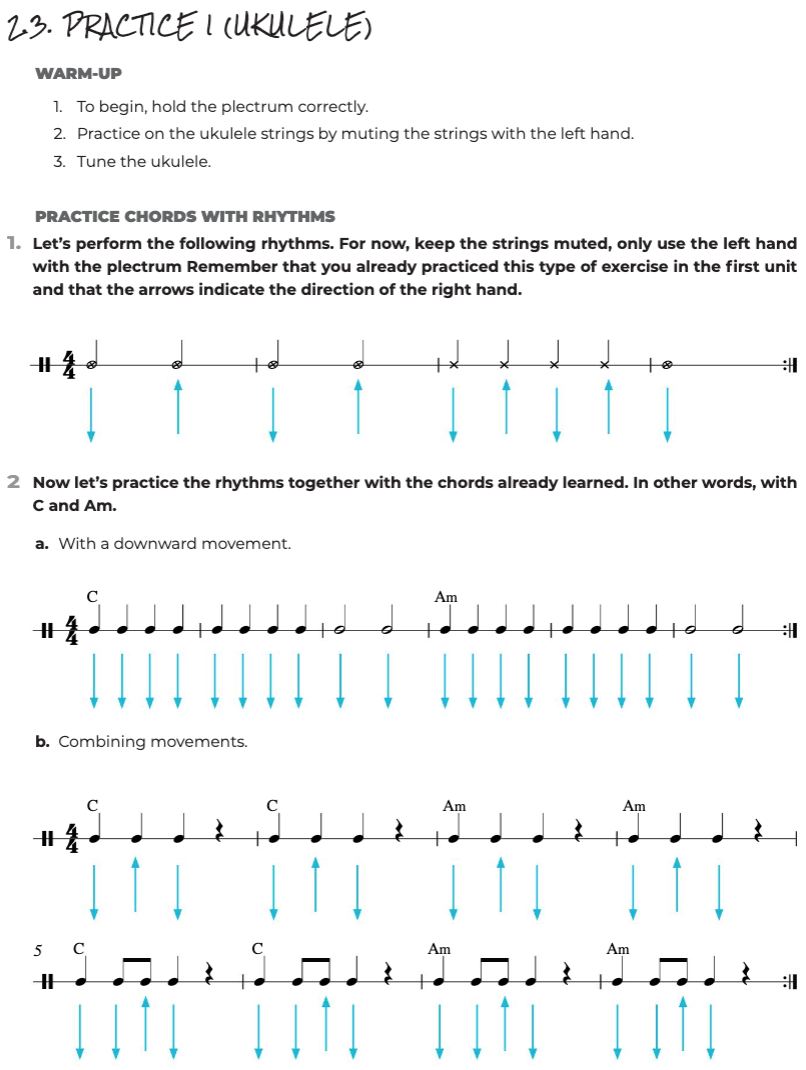 2.3. PRACTICE 1 (UKULELE)
WARM-UP
1. To begin, hold the plectrum correctly.
2. Practice on the ukulele strings by muting the strings with the left hand.
3. Tune the ukulele.
PRACTICE CHORDS WITH RHYTHMS
1. Let's perform the following rhythms. For now, keep the strings muted, only use the left hand
with the plectrum Remember that you already practiced this type of exercise in the first unit
and that the arrows indicate the direction of the right hand.
4
4
2 Now let's practice the rhythms together with the chords already learned. In other words, with
C and Am.
a. With a downward movement.
C Am
4
4
b. Combining movements.
C C Am Am
4
4
5 C C Am Am